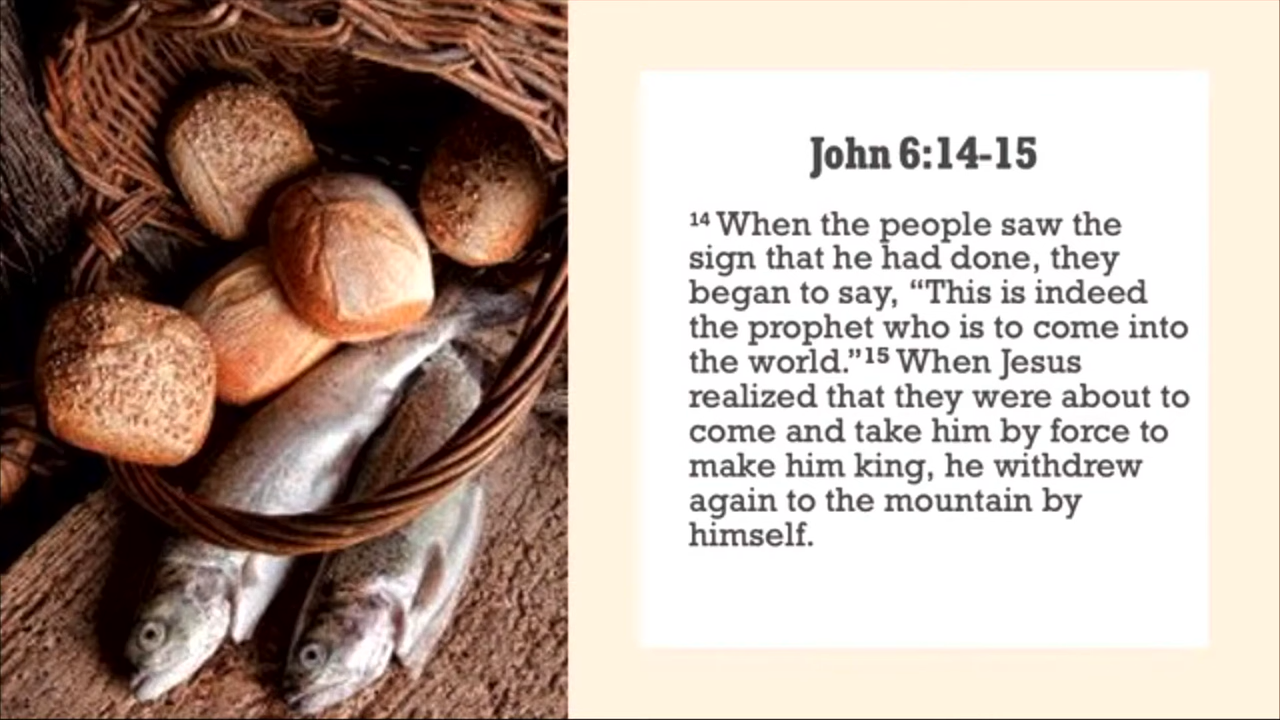 John 6:14-15
14 When the people saw the
sign that he had done, they
began to say, “This is indeed
the prophet who is to come into
the world.”15 When Jesus
realized that they were about to
come and take him by force to
make him king, he withdrew
again to the mountain by
himself.